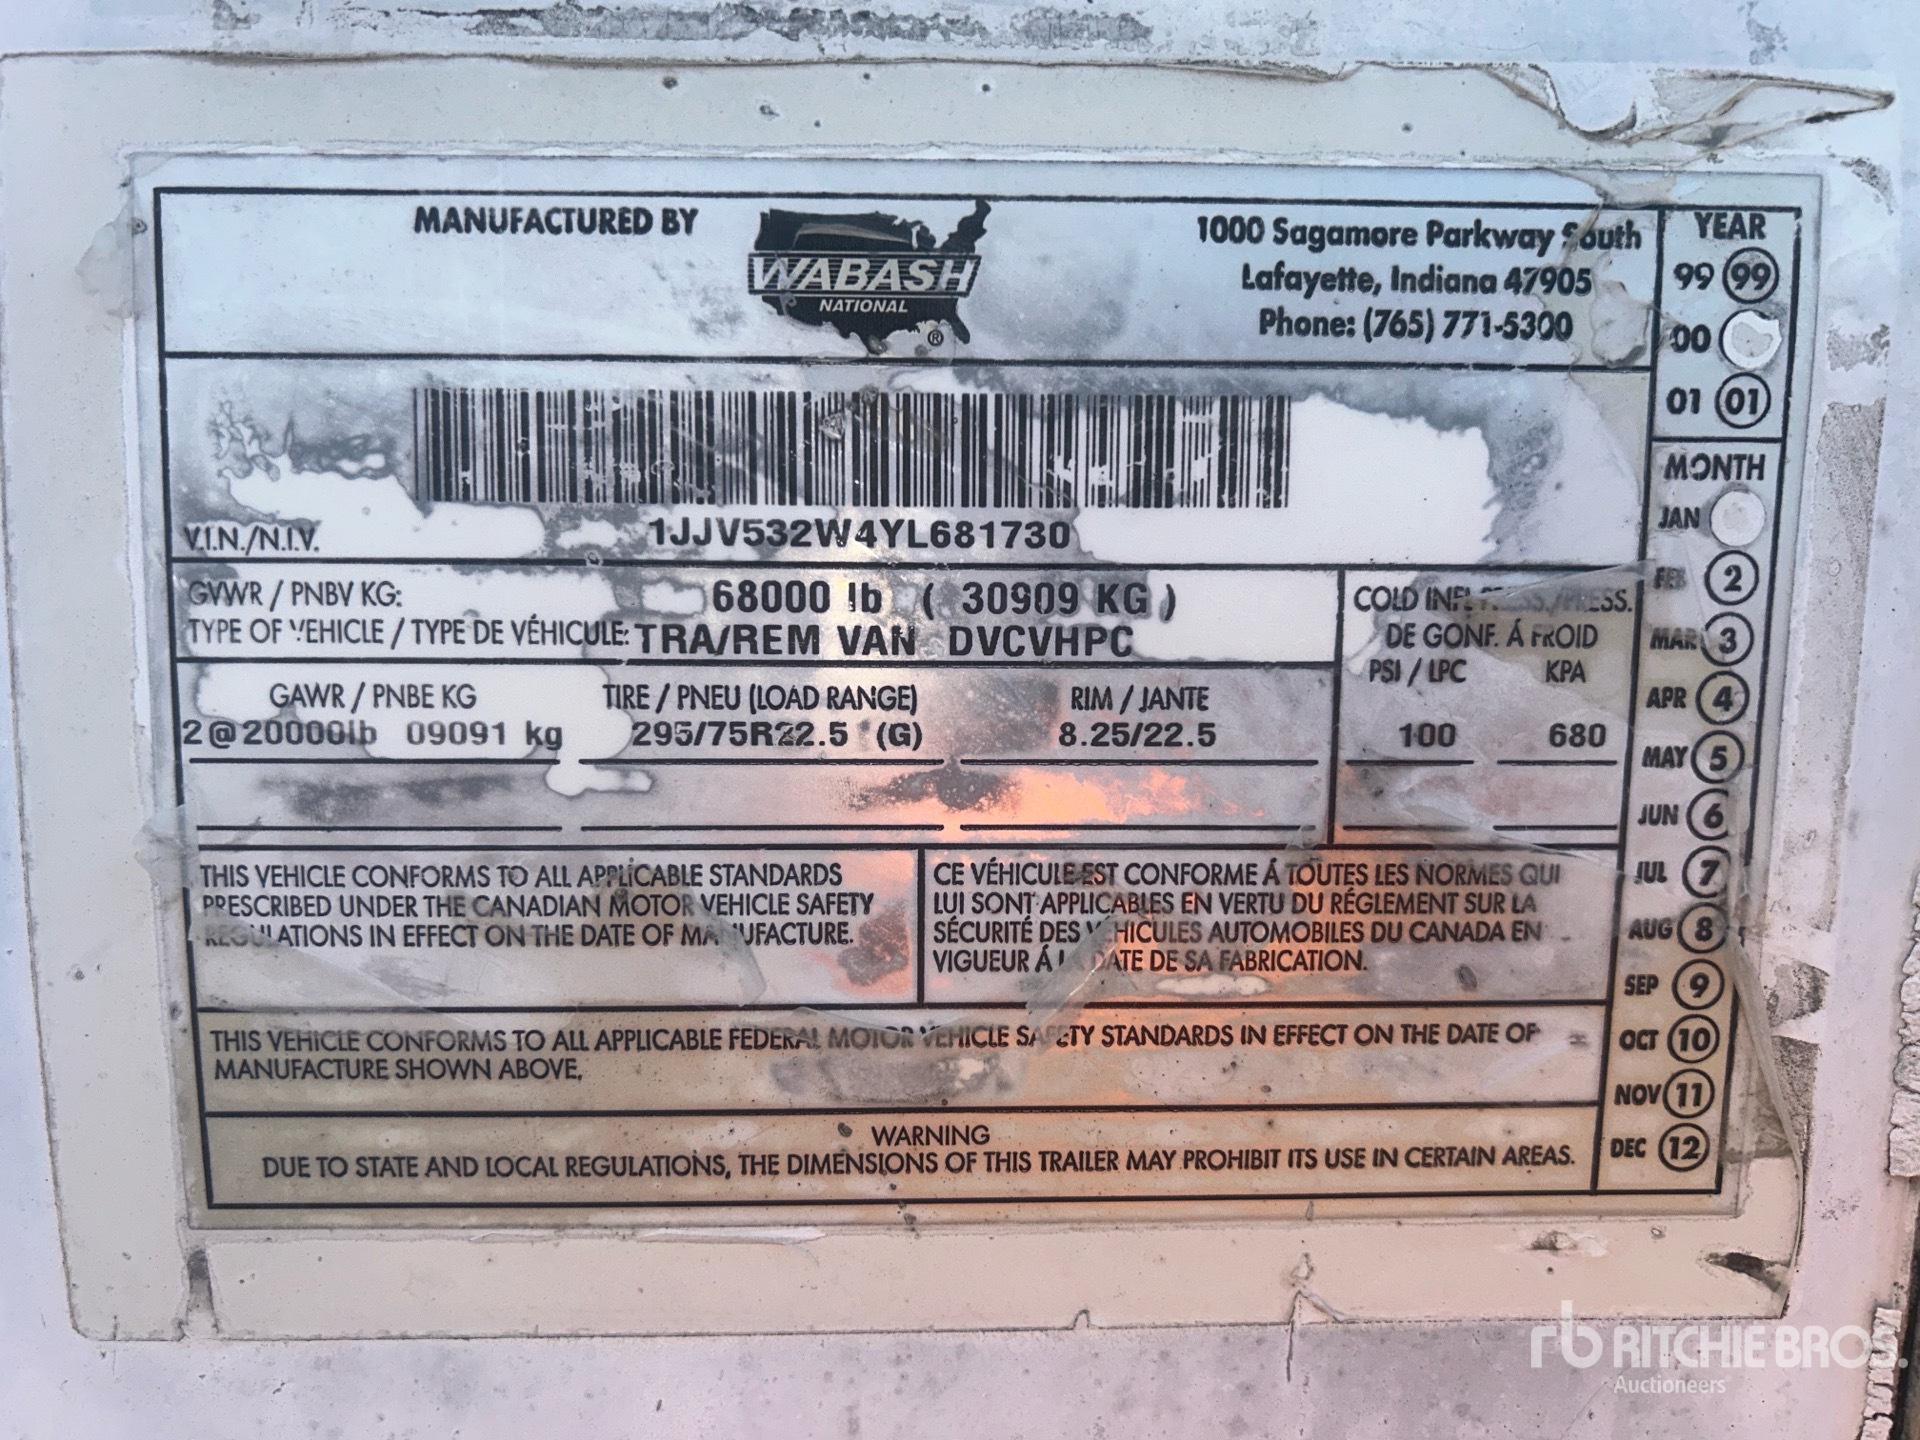 MANUFACTURED BY
WABASH
NATIONAL
®
1000 Sagamore Parkway South
Lafayette, Indiana 47905
Phone: (765) 771-5300
YEAR
99 99
00
01 01
V.I.N./N.I.V.
1JJV532W4YL681730
GVWR / PNBV KG: 68000 lb ( 30909 KG )
TYPE OF VEHICLE / TYPE DE VÉHICULE: TRA/REM VAN DVCVHPC
COLD INFL PRESS./PRESS.
DE GONF. Á FROID
PSI / LPC KPA
100 680
GAWR / PNBE KG TIRE / PNEU (LOAD RANGE) RIM / JANTE
2@20000lb 09091 kg 295/75R22.5 (G) 8.25/22.5
MONTH
JAN
FEB 2
MAR 3
APR 4
MAY 5
JUN 6
JUL 7
AUG 8
SEP 9
OCT 10
NOV 11
DEC 12
THIS VEHICLE CONFORMS TO ALL APPLICABLE STANDARDS
PRESCRIBED UNDER THE CANADIAN MOTOR VEHICLE SAFETY
REGULATIONS IN EFFECT ON THE DATE OF MANUFACTURE.
CE VÉHICULE EST CONFORME Á TOUTES LES NORMES QUI
LUI SONT APPLICABLES EN VERTU DU RÉGLEMENT SUR LA
SÉCURITÉ DES VÉHICULES AUTOMOBILES DU CANADA EN
VIGUEUR Á LA DATE DE SA FABRICATION.
THIS VEHICLE CONFORMS TO ALL APPLICABLE FEDERAL MOTOR VEHICLE SAFETY STANDARDS IN EFFECT ON THE DATE OF
MANUFACTURE SHOWN ABOVE.
WARNING
DUE TO STATE AND LOCAL REGULATIONS, THE DIMENSIONS OF THIS TRAILER MAY PROHIBIT ITS USE IN CERTAIN AREAS.
rb RITCHIE BROS.
Auctioneers